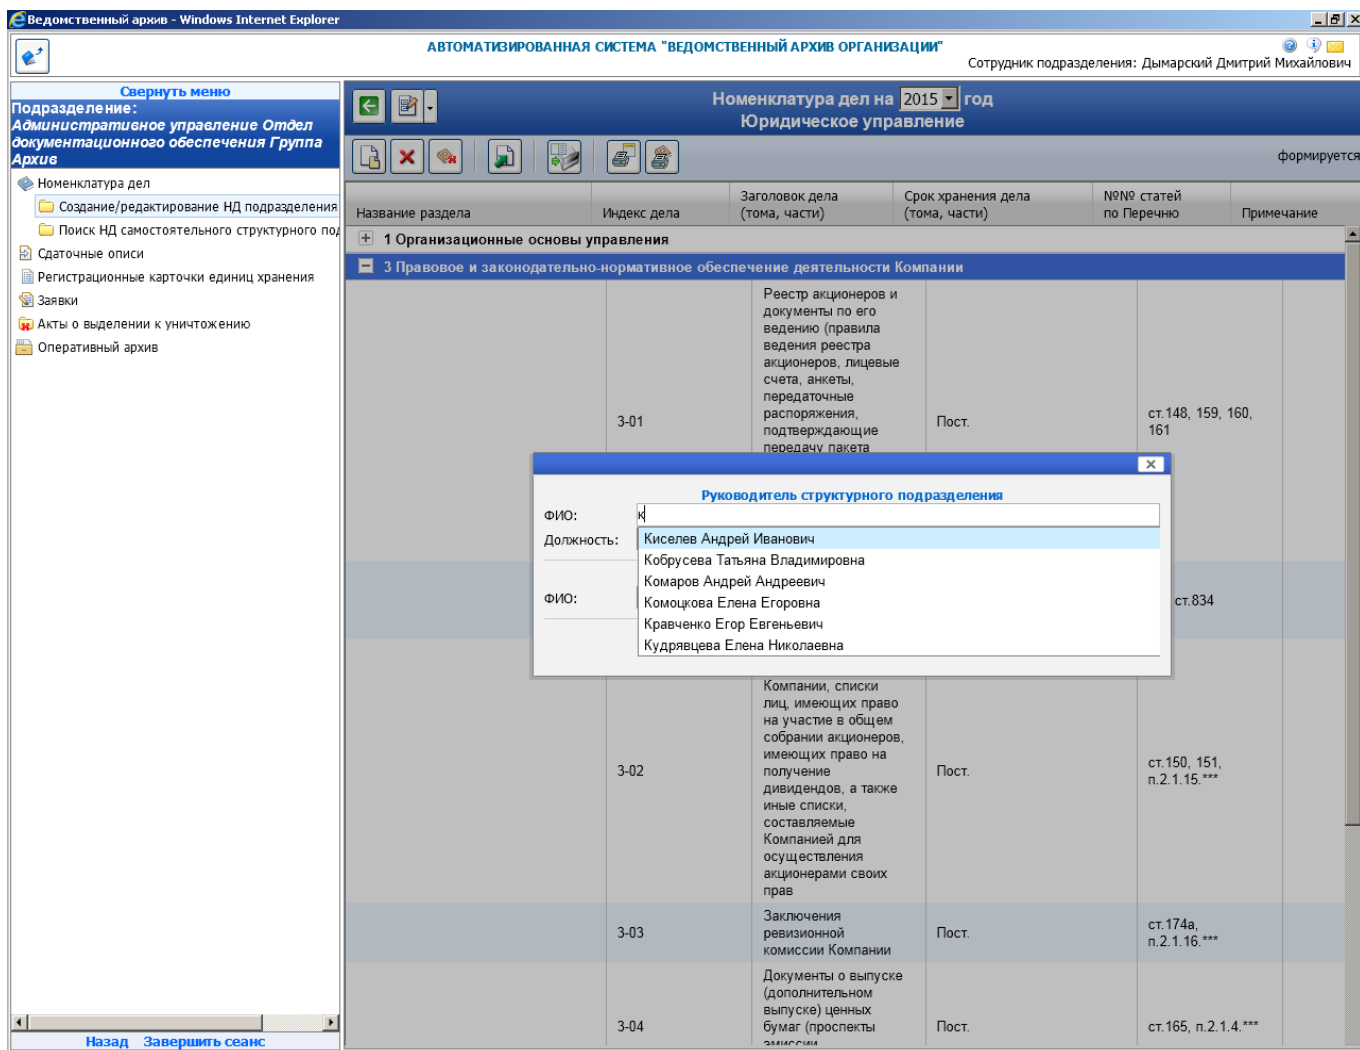 Ведомственный архив - Windows Internet Explorer
АВТОМАТИЗИРОВАННАЯ СИСТЕМА "ВЕДОМСТВЕННЫЙ АРХИВ ОРГАНИЗАЦИИ"
Сотрудник подразделения: Дымарский Дмитрий Михайлович
Свернуть меню
Подразделение:
Административное управление Отдел
документационного обеспечения Группа
Архив
Номенклатура дел
Создание/редактирование НД подразделения
Поиск НД самостоятельного структурного
Сдаточные описи
Регистрационные карточки единиц хранения
Заявки
Акты о выделении к уничтожению
Оперативный архив
Назад Завершить сеанс
Номенклатура дел на 2015 год
Юридическое управление
формируется
Название раздела
Индекс дела
Заголовок дела
(тома, части)
Срок хранения дела
(тома, части)
№№ статей
по Перечню
Примечание
1 Организационные основы управления
3 Правовое и законодательно-нормативное обеспечение деятельности Компании
3-01
Реестр акционеров и
документы по его
ведению (правила
ведения реестра
акционеров, лицевые
счета, анкеты,
передаточные
распоряжения,
подтверждающие
передачу пакета
Пост.
ст.148, 159, 160,
161
Руководитель структурного подразделения
ФИО: к
Должность:
ФИО:
Киселев Андрей Иванович
Кобрусева Татьяна Владимировна
Комаров Андрей Андреевич
Комоцкова Елена Егоровна
Кравченко Егор Евгеньевич
Кудрявцева Елена Николаевна
ст.834
3-02
Компании, списки
лиц, имеющих право
на участие в общем
собрании акционеров,
имеющих право на
получение
дивидендов, а также
иные списки,
составляемые
Компанией для
осуществления
акционерами своих
прав
Пост.
ст.150, 151,
п.2.1.15.***
3-03
Заключения
ревизионной
комиссии Компании
Пост.
ст.174а,
п.2.1.16.***
3-04
Документы о выпуске
(дополнительном
выпуске) ценных
бумаг (проспекты
эмиссии
Пост.
ст.165, п.2.1.4.***